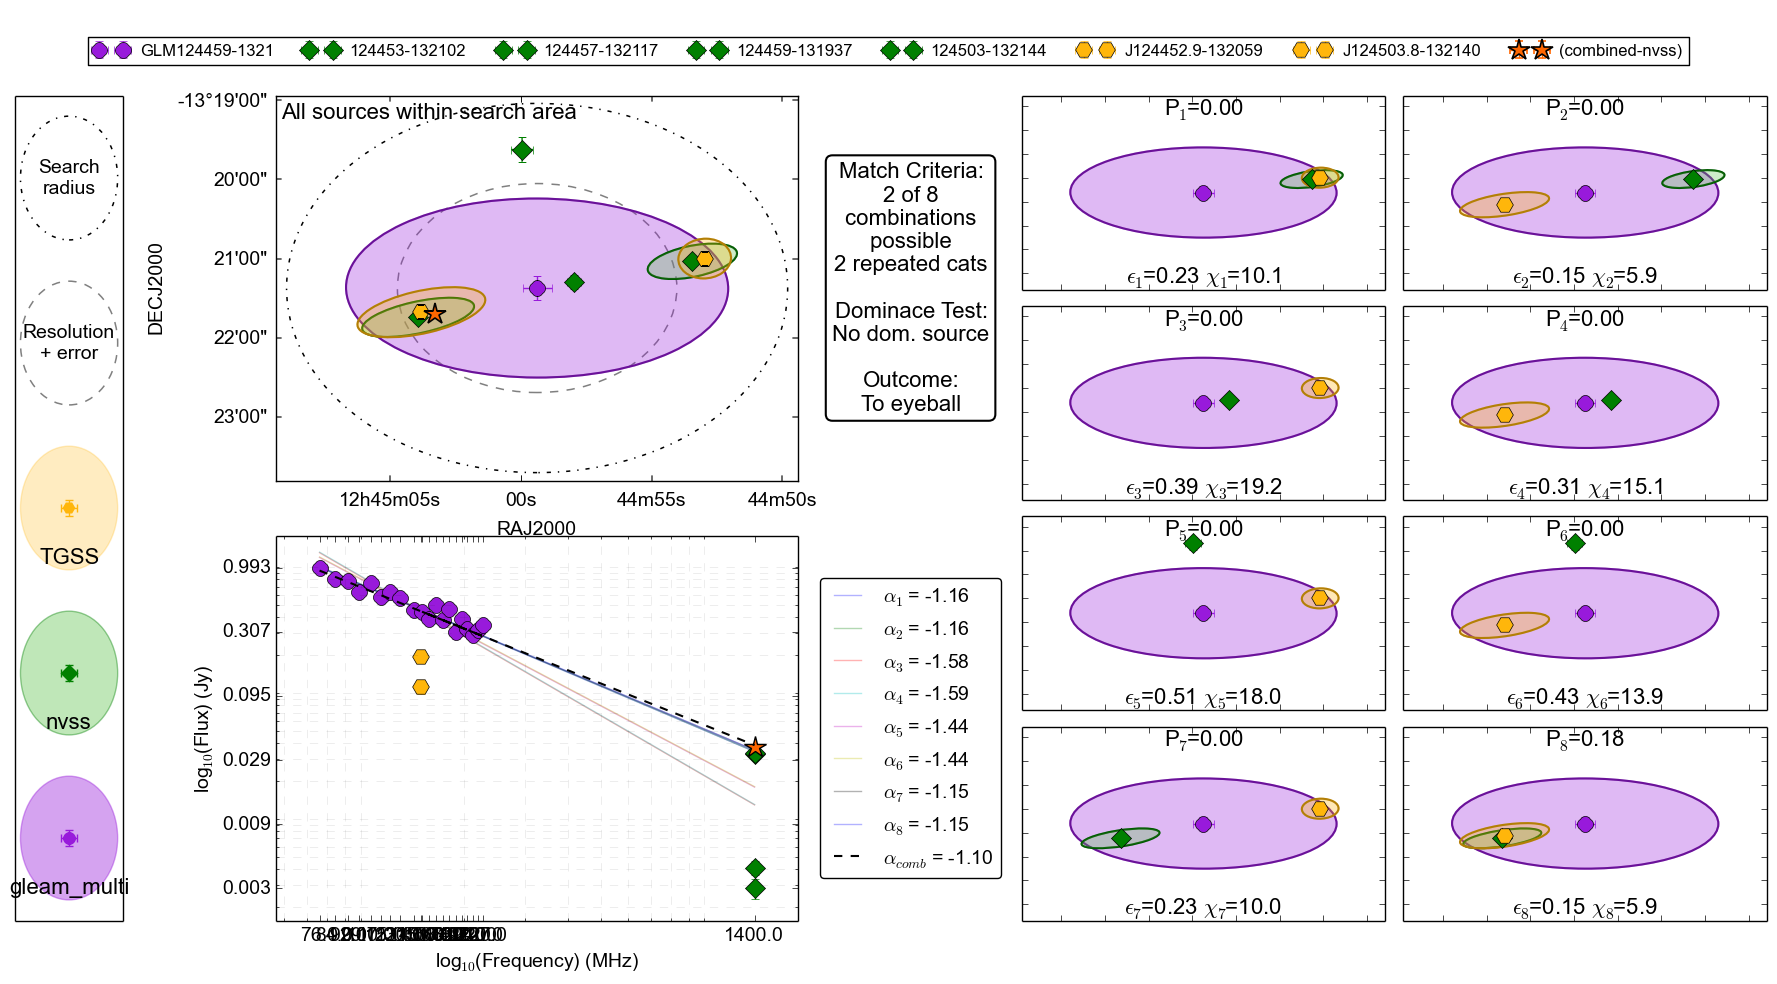 GLM124459-1321 124453-132102 124457-132117 124459-131937 124503-132144 J124452.9-132059 J124503.8-132140 (combined-nvss)
Search
radius
Resolution
+ error
TGSS
nvss
gleam_multi
All sources within search area
-13°19'00"
20'00"
21'00"
22'00"
23'00"
DECJ2000
12h45m05s 00s 44m55s 44m50s
RAJ2000
Match Criteria:
2 of 8
combinations
possible
2 repeated cats
Dominace Test:
No dom. source
Outcome:
To eyeball
0.993
0.307
0.095
0.029
0.009
0.003
log₁₀(Flux) (Jy)
1400.0
log₁₀(Frequency) (MHz)
α₁ = -1.16
α₂ = -1.16
α₃ = -1.58
α₄ = -1.59
α₅ = -1.44
α₆ = -1.44
α₇ = -1.15
α₈ = -1.15
α_comb = -1.10
P₁=0.00
ϵ₁=0.23 χ₁=10.1
P₂=0.00
ϵ₂=0.15 χ₂=5.9
P₃=0.00
ϵ₃=0.39 χ₃=19.2
P₄=0.00
ϵ₄=0.31 χ₄=15.1
P₅=0.00
ϵ₅=0.51 χ₅=18.0
P₆=0.00
ϵ₆=0.43 χ₆=13.9
P₇=0.00
ϵ₇=0.23 χ₇=10.0
P₈=0.18
ϵ₈=0.15 χ₈=5.9